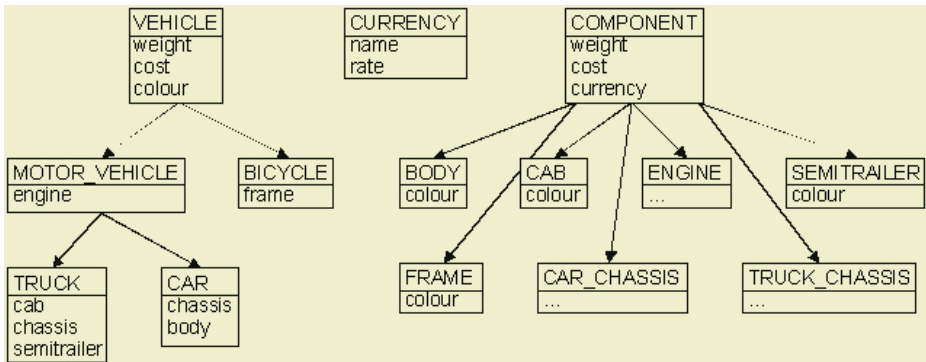 VEHICLE
weight
cost
colour
CURRENCY
name
rate
COMPONENT
weight
cost
currency
MOTOR_VEHICLE
engine
BICYCLE
frame
BODY
colour
CAB
colour
ENGINE
...
SEMITRAILER
colour
TRUCK
cab
chassis
semitrailer
CAR
chassis
body
FRAME
colour
CAR_CHASSIS
...
TRUCK_CHASSIS
...